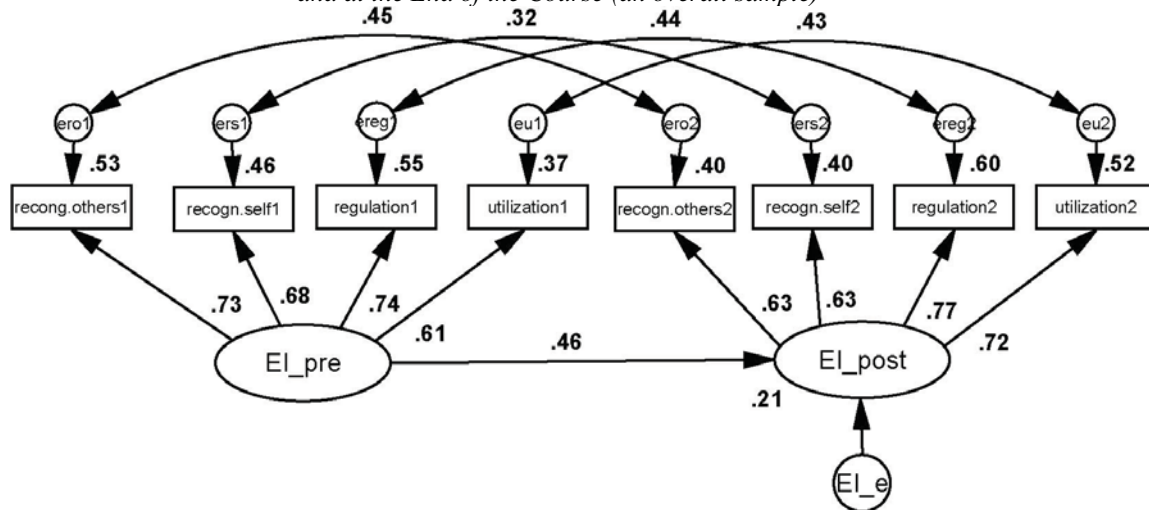 and at the End of the Course (an overall sample)
.45 .32 .44 .43
ero1 ers1 ereg1 eu1 ero2 ers2 ereg2 eu2
.53 .46 .55 .37 .40 .40 .60 .52
recong.others1 recogn.self1 regulation1 utilization1 recogn.others2 recogn.self2 regulation2 utilization2
.73 .68 .74 .61 .63 .63 .77 .72
EI_pre .46 EI_post
.21
EI_e